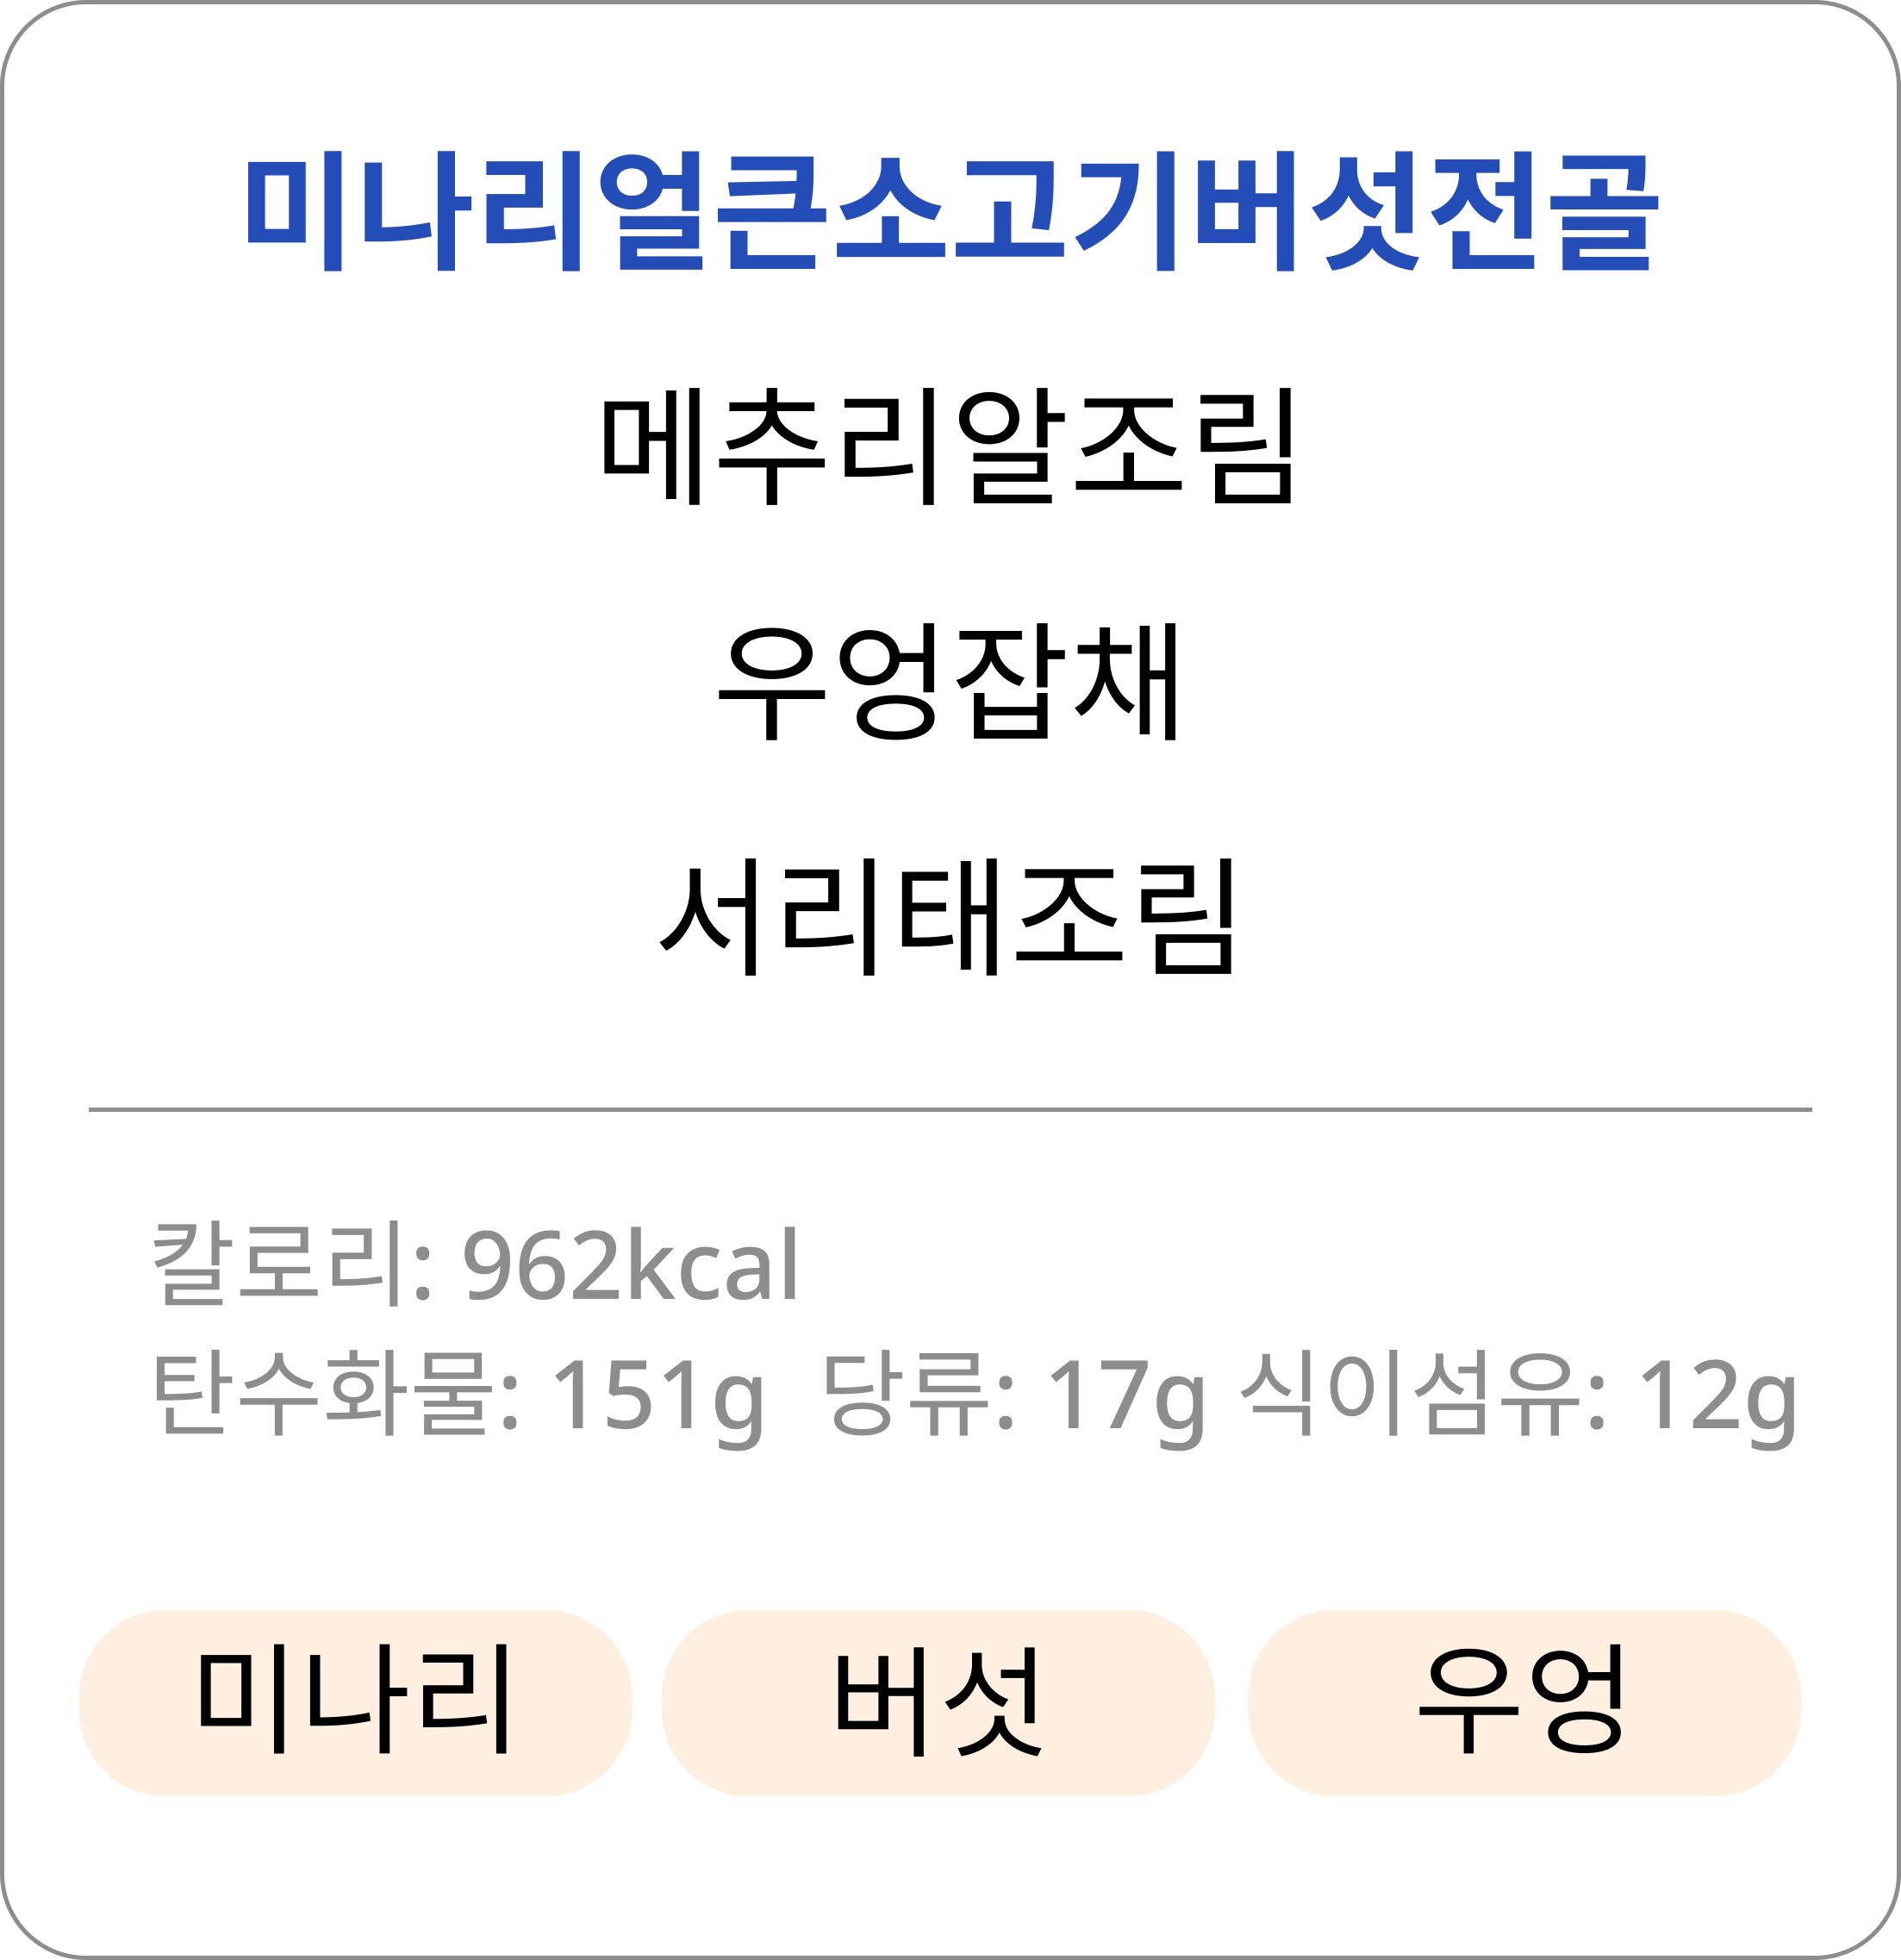 미나리를큰소고기버섯전골
메추리알조림
우엉잡채
서리태조림
칼로리: 962kcal
탄수화물: 151g 당류: 17g 식이섬유: 12g
미나리
버섯
우엉